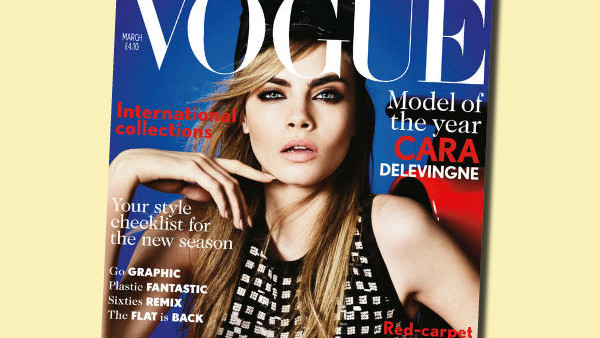 VOGUE
MARCH
£4.10
International
collections
Model of
the year
CARA
DELEVINGNE
Your style
checklist for
the new season
Go GRAPHIC
Plastic FANTASTIC
Sixties REMIX
The FLAT is BACK
Red-carpet